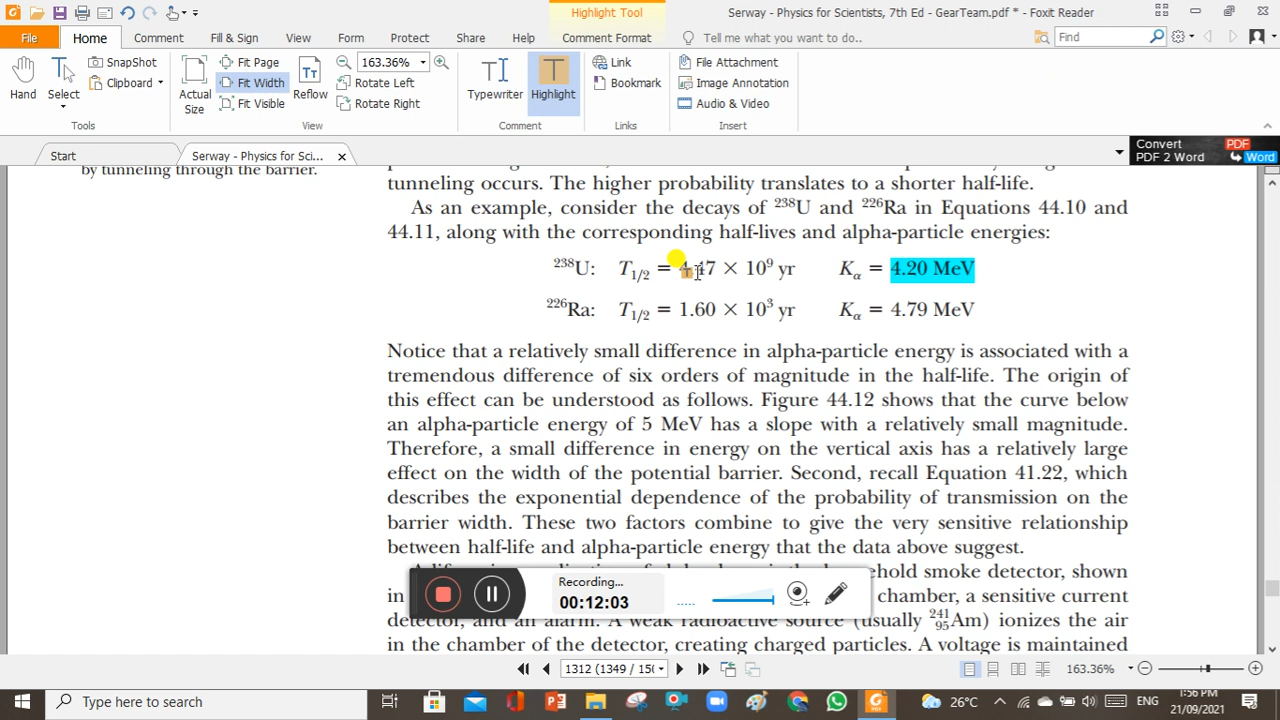 Highlight Tool
Serway - Physics for Scientists, 7th Ed - GearTeam.pdf * - Foxit Reader
File Home Comment Fill & Sign View Form Protect Share Help Comment Format Tell me what you want to do.. Find
Hand
Select
SnapShot
Clipboard
Actual Size
Fit Page
Fit Width
Fit Visible
Reflow
163.36%
Rotate Left
Rotate Right
Typewriter
Highlight
Link
Bookmark
File Attachment
Image Annotation
Audio & Video
Tools View Comment Links Insert
Start Serway - Physics for Sci...
Convert PDF
PDF 2 Word Word
by tunneling through the barrier.
tunneling occurs. The higher probability translates to a shorter half-life.
As an example, consider the decays of ²³⁸U and ²²⁶Ra in Equations 44.10 and
44.11, along with the corresponding half-lives and alpha-particle energies:
²³⁸U: T1/2 = 4.47 × 10⁹ yr Kα = 4.20 MeV
²²⁶Ra: T1/2 = 1.60 × 10³ yr Kα = 4.79 MeV
Notice that a relatively small difference in alpha-particle energy is associated with a
tremendous difference of six orders of magnitude in the half-life. The origin of
this effect can be understood as follows. Figure 44.12 shows that the curve below
an alpha-particle energy of 5 MeV has a slope with a relatively small magnitude.
Therefore, a small difference in energy on the vertical axis has a relatively large
effect on the width of the potential barrier. Second, recall Equation 41.22, which
describes the exponential dependence of the probability of transmission on the
barrier width. These two factors combine to give the very sensitive relationship
between half-life and alpha-particle energy that the data above suggest.
household smoke detector, shown
in chamber, a sensitive current
detector, and an alarm. A weak radioactive source (usually ²⁴¹₉₅Am) ionizes the air
in the chamber of the detector, creating charged particles. A voltage is maintained
Recording...
00:12:03
1312 (1349 / 150
163.36%
Type here to search
26°C
ENG
1:56 PM
21/09/2021